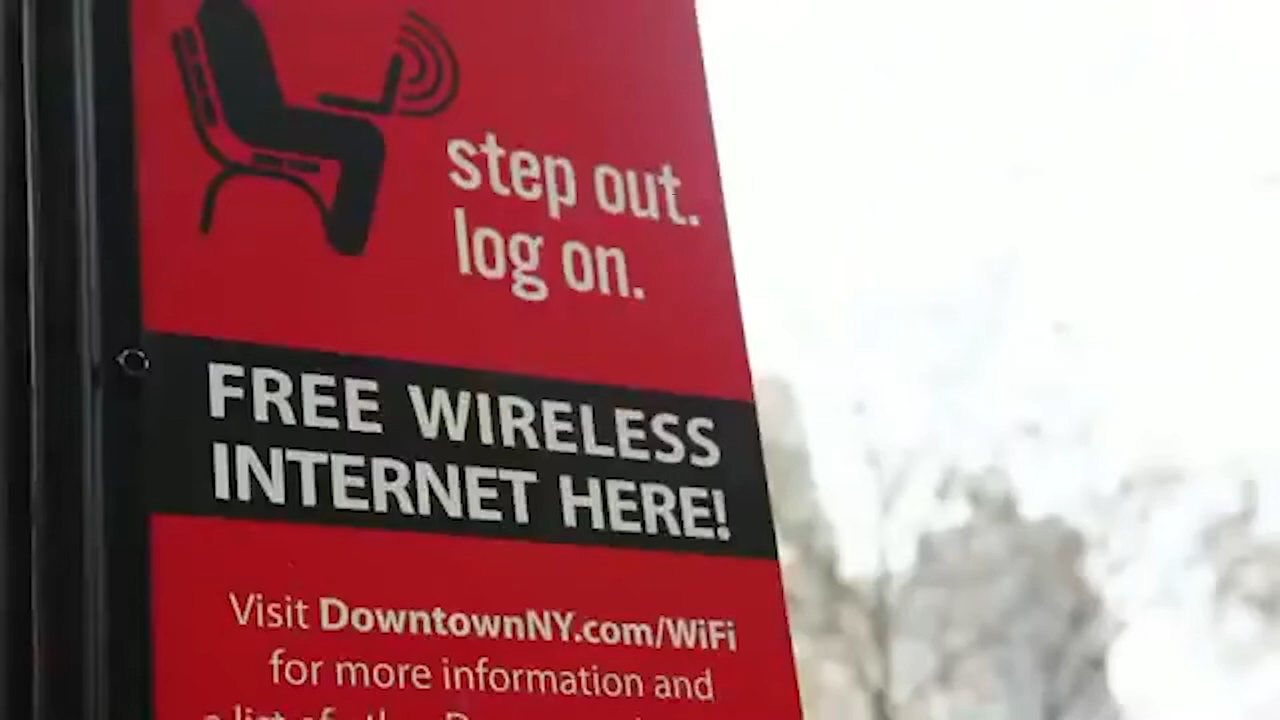 step out.
log on.
FREE WIRELESS
INTERNET HERE!
Visit DowntownNY.com/WiFi
for more information and